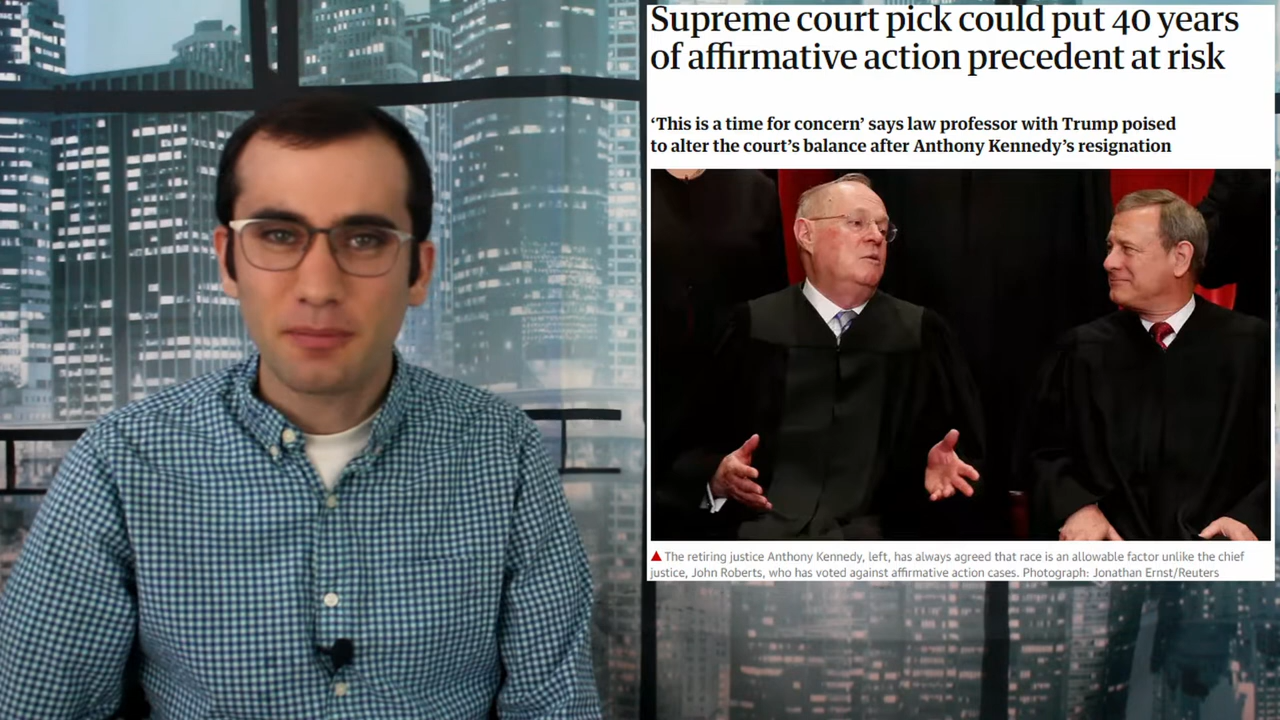 Supreme court pick could put 40 years
of affirmative action precedent at risk
‘This is a time for concern’ says law professor with Trump poised
to alter the court’s balance after Anthony Kennedy’s resignation
The retiring justice Anthony Kennedy, left, has always agreed that race is an allowable factor unlike the chief
justice, John Roberts, who has voted against affirmative action cases. Photograph: Jonathan Ernst/Reuters